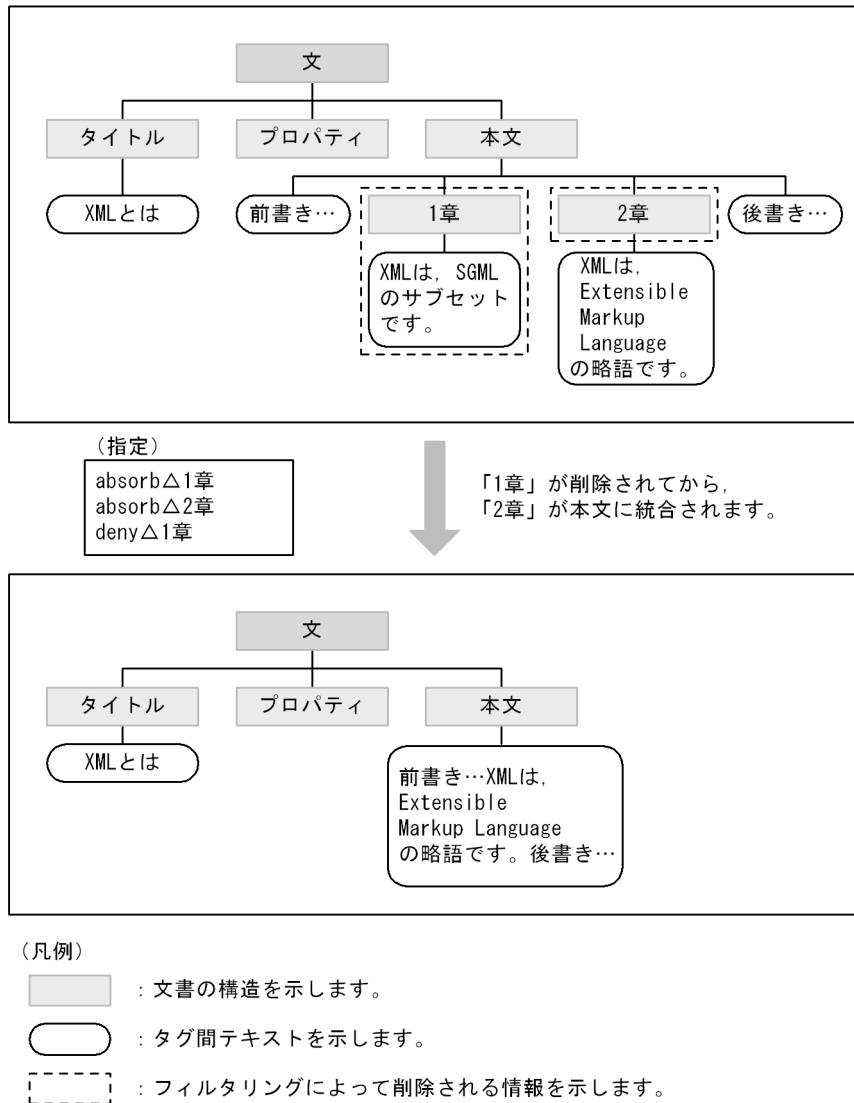 文
タイトル
プロパティ
本文
XMLとは
前書き…
1章
2章
後書き…
XMLは，SGML
のサブセット
です。
XMLは，
Extensible
Markup
Language
の略語です。
（指定）
absorb△1章
absorb△2章
deny△1章
「1章」が削除されてから，
「2章」が本文に統合されます。
文
タイトル
プロパティ
本文
XMLとは
前書き…XMLは，
Extensible
Markup Language
の略語です。後書き…
（凡例）
：文書の構造を示します。
：タグ間テキストを示します。
：フィルタリングによって削除される情報を示します。